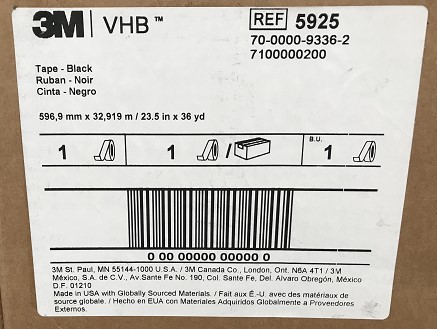 3M VHB ™
REF 5925
70-0000-9336-2
7100000200
Tape - Black
Ruban - Noir
Cinta - Negro
596,9 mm x 32,919 m / 23.5 in x 36 yd
1 1 / B.U. 1
0 00 00000 00000 0
3M St. Paul, MN 55144-1000 U.S.A. / 3M Canada Co., London, Ont. N6A 4T1 / 3M
México, S.A. de C.V., Av.Santa Fe No. 190, Col. Santa Fe, Del. Alvaro Obregón, México
D.F. 01210
Made in USA with Globally Sourced Materials. / Fait aux É.-U. avec des matériaux de
source globale. / Hecho en EUA con Materiales Adquiridos Globalmente a Proveedores
Externos.